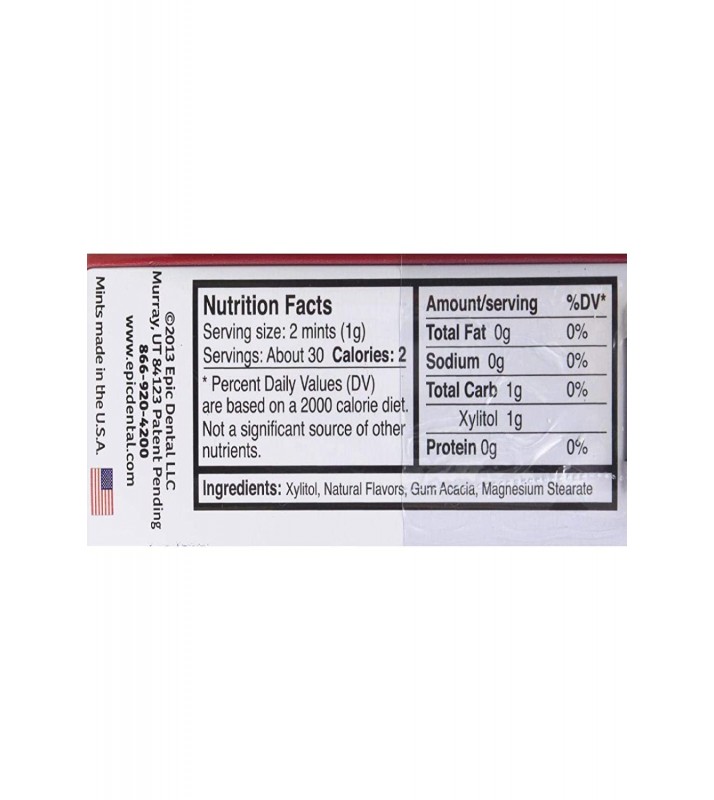 Mints made in the U.S.A.
©2013 Epic Dental LLC
Murray, UT 84123 Patent Pending
866-920-4200
www.epicdental.com
Nutrition Facts
Serving size: 2 mints (1g)
Servings: About 30 Calories: 2
* Percent Daily Values (DV)
are based on a 2000 calorie diet.
Not a significant source of other
nutrients.
Amount/serving %DV*
Total Fat 0g 0%
Sodium 0g 0%
Total Carb 1g 0%
Xylitol 1g
Protein 0g 0%
Ingredients: Xylitol, Natural Flavors, Gum Acacia, Magnesium Stearate